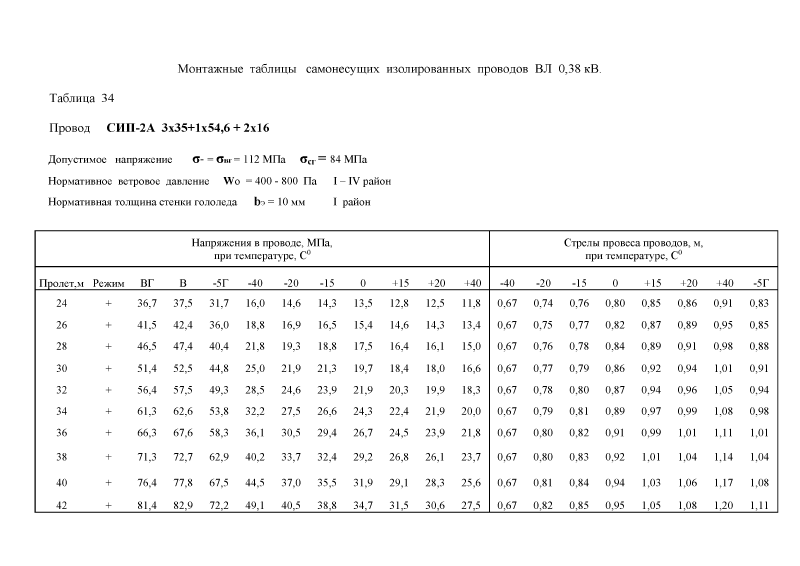 Монтажные таблицы самонесущих изолированных проводов ВЛ 0,38 кВ.
Таблица 34
Провод СИП-2А 3х35+1х54,6 + 2х16
Допустимое напряжение σ- = σвг = 112 МПа σсг = 84 МПа
Нормативное ветровое давление Wo = 400 - 800 Па I – IV район
Нормативная толщина стенки гололеда bэ = 10 мм I район
Напряжения в проводе, МПа, Стрелы провеса проводов, м,
при температуре, С0 при температуре, С0
Пролет,м Режим ВГ В -5Г -40 -20 -15 0 +15 +20 +40 -40 -20 -15 0 +15 +20 +40 -5Г
24 + 36,7 37,5 31,7 16,0 14,6 14,3 13,5 12,8 12,5 11,8 0,67 0,74 0,76 0,80 0,85 0,86 0,91 0,83
26 + 41,5 42,4 36,0 18,8 16,9 16,5 15,4 14,6 14,3 13,4 0,67 0,75 0,77 0,82 0,87 0,89 0,95 0,85
28 + 46,5 47,4 40,4 21,8 19,3 18,8 17,5 16,4 16,1 15,0 0,67 0,76 0,78 0,84 0,89 0,91 0,98 0,88
30 + 51,4 52,5 44,8 25,0 21,9 21,3 19,7 18,4 18,0 16,6 0,67 0,77 0,79 0,86 0,92 0,94 1,01 0,91
32 + 56,4 57,5 49,3 28,5 24,6 23,9 21,9 20,3 19,9 18,3 0,67 0,78 0,80 0,87 0,94 0,96 1,05 0,94
34 + 61,3 62,6 53,8 32,2 27,5 26,6 24,3 22,4 21,9 20,0 0,67 0,79 0,81 0,89 0,97 0,99 1,08 0,98
36 + 66,3 67,6 58,3 36,1 30,5 29,4 26,7 24,5 23,9 21,8 0,67 0,80 0,82 0,91 0,99 1,01 1,11 1,01
38 + 71,3 72,7 62,9 40,2 33,7 32,4 29,2 26,8 26,1 23,7 0,67 0,80 0,83 0,92 1,01 1,04 1,14 1,04
40 + 76,4 77,8 67,5 44,5 37,0 35,5 31,9 29,1 28,3 25,6 0,67 0,81 0,84 0,94 1,03 1,06 1,17 1,08
42 + 81,4 82,9 72,2 49,1 40,5 38,8 34,7 31,5 30,6 27,5 0,67 0,82 0,85 0,95 1,05 1,08 1,20 1,11